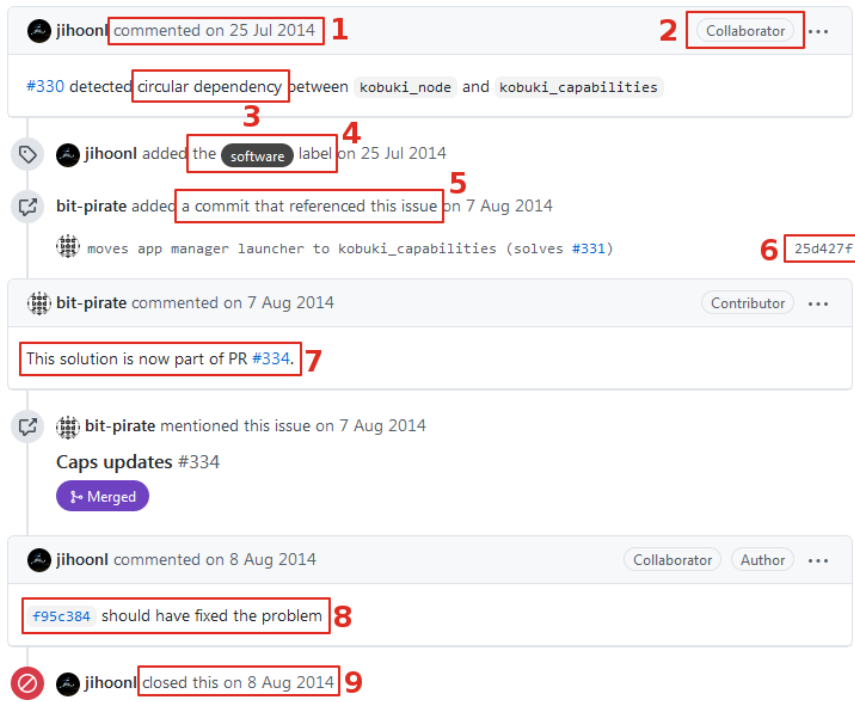 jihoonl commented on 25 Jul 2014 1 2 Collaborator ...
#330 detected circular dependency between kobuki_node and kobuki_capabilities
3
4
jihoonl added the software label on 25 Jul 2014
5
bit-pirate added a commit that referenced this issue on 7 Aug 2014
moves app manager launcher to kobuki_capabilities (solves #331) 6 25d427f
bit-pirate commented on 7 Aug 2014 Contributor ...
This solution is now part of PR #334. 7
bit-pirate mentioned this issue on 7 Aug 2014
Caps updates #334
Merged
jihoonl commented on 8 Aug 2014 Collaborator Author ...
f95c384 should have fixed the problem 8
jihoonl closed this on 8 Aug 2014 9